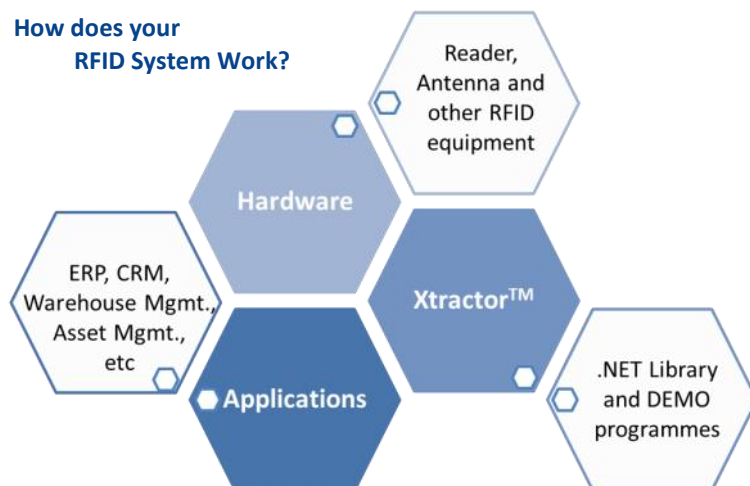 How does your
RFID System Work?
Reader,
Antenna and
other RFID
equipment
Hardware
ERP, CRM,
Warehouse Mgmt.,
Asset Mgmt.,
etc
Xtractor™
Applications
.NET Library
and DEMO
programmes